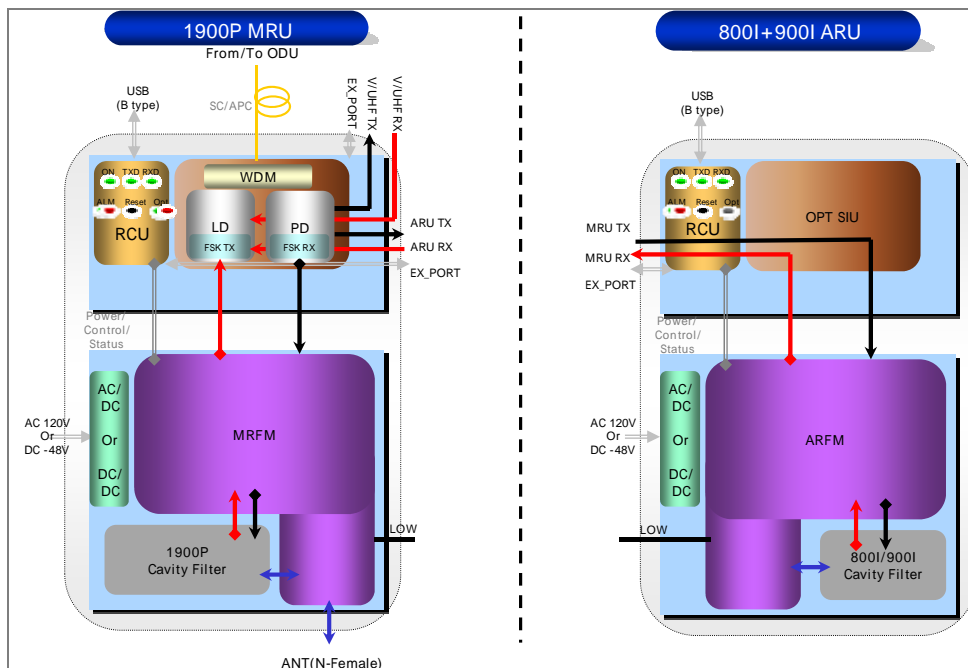 1900P MRU
From/To ODU
USB
(B type)
SC/APC
EX_PORT
V/UHF TX
V/UHF RX
ON
TXD
RXD
ALM
Reset
Opt
RCU
WDM
LD
PD
FSK TX
FSK RX
ARU TX
ARU RX
EX_PORT
Power/
Control/
Status
AC/
DC
Or
DC/
DC
AC 120V
Or
DC -48V
MRFM
LOW
1900P
Cavity Filter
ANT(N-Female)
800I+900I ARU
USB
(B type)
ON
TXD
RXD
ALM
Reset
Opt
RCU
OPT SIU
MRU TX
MRU RX
EX_PORT
Power/
Control/
Status
AC/
DC
Or
DC/
DC
AC 120V
Or
DC -48V
ARFM
LOW
800I/900I
Cavity Filter